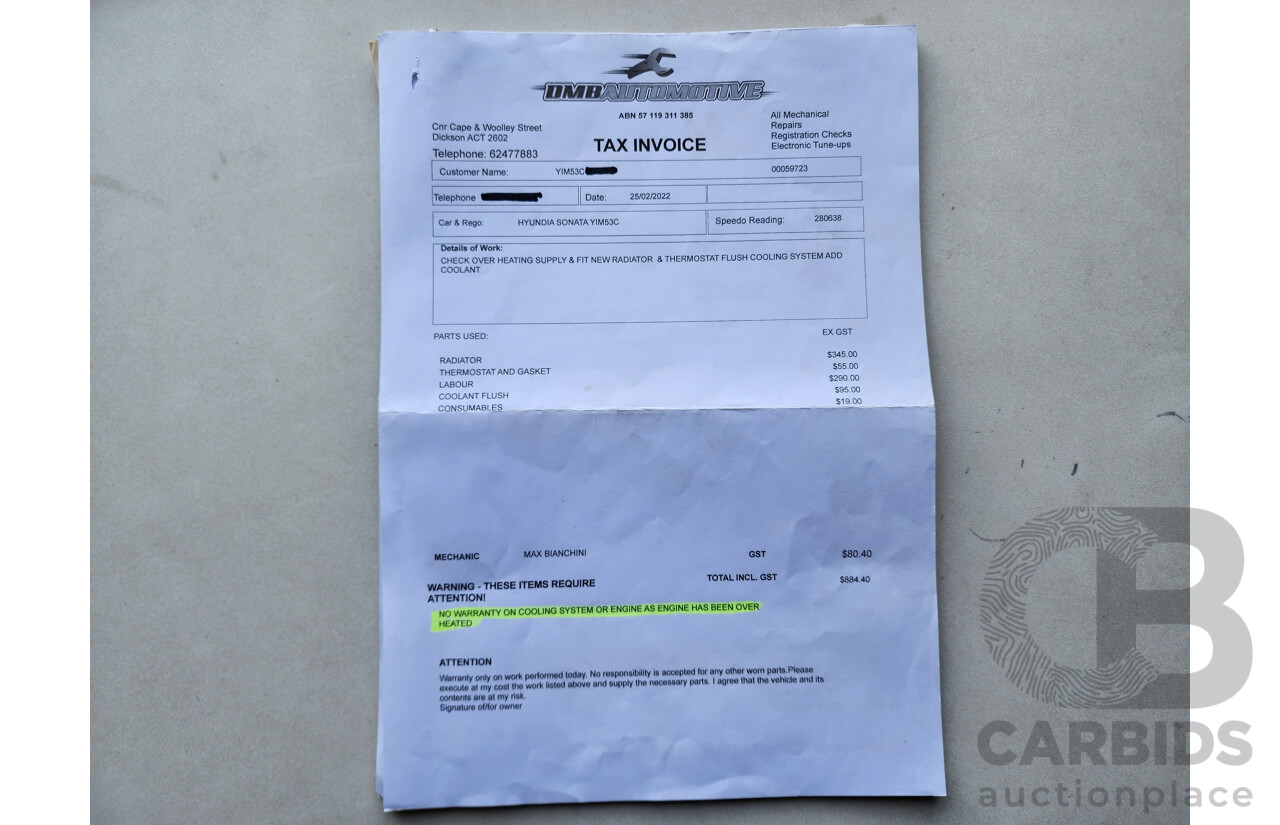 DMBAUTOMOTIVE
ABN 57 119 311 385
Cnr Cape & Woolley Street
Dickson ACT 2602
Telephone: 62477883
TAX INVOICE
All Mechanical
Repairs
Registration Checks
Electronic Tune-ups
Customer Name: YIM53C 00059723
Telephone Date: 25/02/2022
Car & Rego: HYUNDIA SONATA YIM53C Speedo Reading: 280638
Details of Work:
CHECK OVER HEATING SUPPLY & FIT NEW RADIATOR & THERMOSTAT FLUSH COOLING SYSTEM ADD
COOLANT
PARTS USED: EX GST
RADIATOR $345.00
THERMOSTAT AND GASKET $55.00
LABOUR $290.00
COOLANT FLUSH $95.00
CONSUMABLES $19.00
MECHANIC MAX BIANCHINI GST $80.40
TOTAL INCL. GST $884.40
WARNING - THESE ITEMS REQUIRE
ATTENTION!
NO WARRANTY ON COOLING SYSTEM OR ENGINE AS ENGINE HAS BEEN OVER
HEATED
ATTENTION
Warranty only on work performed today. No responsibility is accepted for any other worn parts.Please
execute at my cost the work listed above and supply the necessary parts. I agree that the vehicle and its
contents are at my risk.
Signature of/for owner
CB
CARBIDS
auctionplace